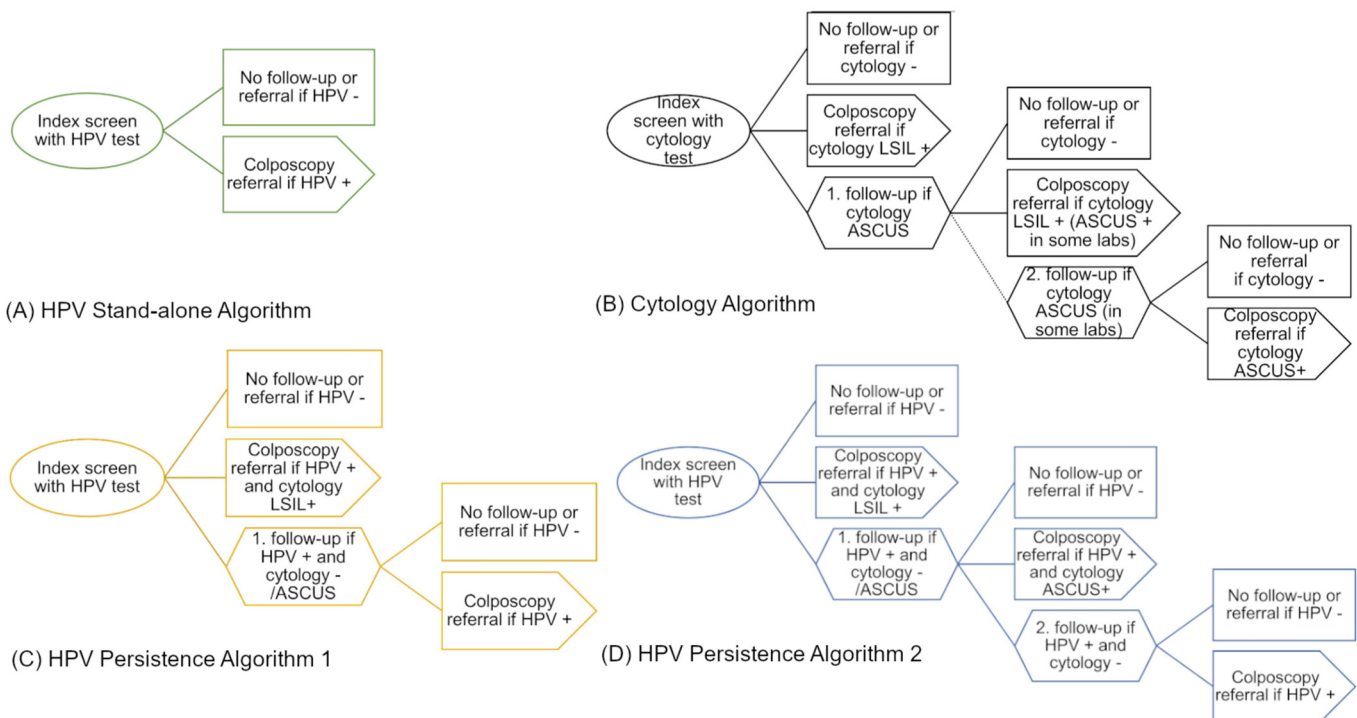 Index screen
with HPV test
No follow-up or
referral if HPV -
Colposcopy
referral if HPV +
(A) HPV Stand-alone Algorithm
Index
screen with
cytology
test
No follow-up or
referral if
cytology -
Colposcopy
referral if
cytology LSIL +
1. follow-up if
cytology
ASCUS
No follow-up or
referral if
cytology -
Colposcopy
referral if cytology
LSIL + (ASCUS +
in some labs)
2. follow-up if
cytology
ASCUS (in
some labs)
No follow-up or
referral
if cytology -
Colposcopy
referral if
cytology
ASCUS+
(B) Cytology Algorithm
Index screen
with HPV test
No follow-up or
referral if HPV -
Colposcopy
referral if HPV +
and cytology
LSIL+
1. follow-up if
HPV + and
cytology -
/ASCUS
No follow-up or
referral if HPV -
Colposcopy
referral if HPV +
(C) HPV Persistence Algorithm 1
Index screen
with HPV
test
No follow-up or
referral if HPV -
Colposcopy
referral if HPV +
and cytology
LSIL +
1. follow-up if
HPV + and
cytology -
/ASCUS
No follow-up or
referral if HPV -
Colposcopy
referral if HPV +
and cytology
ASCUS+
2. follow-up if
HPV + and
cytology -
No follow-up or
referral if HPV -
Colposcopy
referral if HPV +
(D) HPV Persistence Algorithm 2